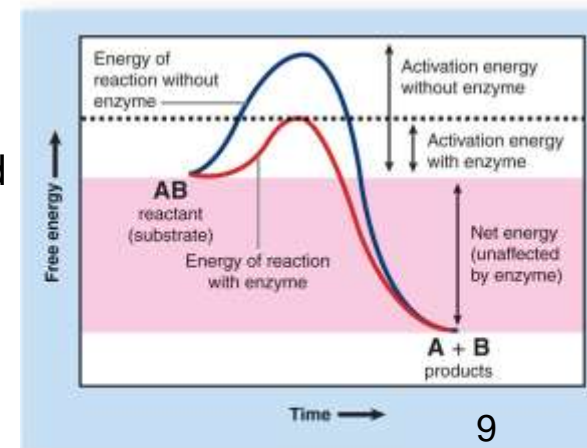 Energy of
reaction without
enzyme
Activation energy
without enzyme
Activation energy
with enzyme
d
AB
reactant
(substrate)
Energy of reaction
with enzyme
Net energy
(unaffected
by enzyme)
A + B
products
Free energy
Time
9